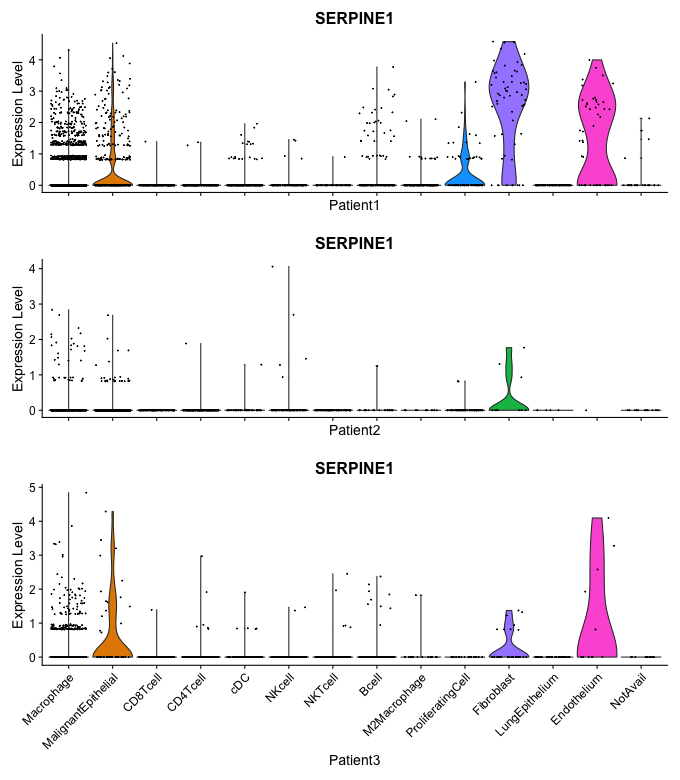 SERPINE1
Expression Level
4
3
2
1
0
Patient1
SERPINE1
Expression Level
4
3
2
1
0
Patient2
SERPINE1
Expression Level
5
4
3
2
1
0
Macrophage
MalignantEpithelial
CD8Tcell
CD4Tcell
cDC
NKcell
NKTcell
Bcell
M2Macrophage
ProliferatingCell
Fibroblast
LungEpithelium
Endothelium
NotAvail
Patient3